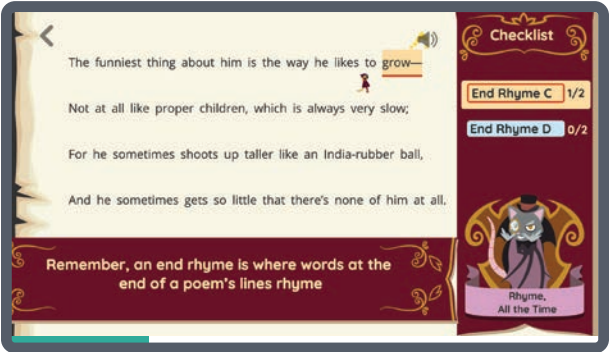 The funniest thing about him is the way he likes to grow—
Not at all like proper children, which is always very slow;
For he sometimes shoots up taller like an India-rubber ball,
And he sometimes gets so little that there's none of him at all.
Remember, an end rhyme is where words at the
end of a poem's lines rhyme
Checklist
End Rhyme C 1/2
End Rhyme D 0/2
Rhyme,
All the Time